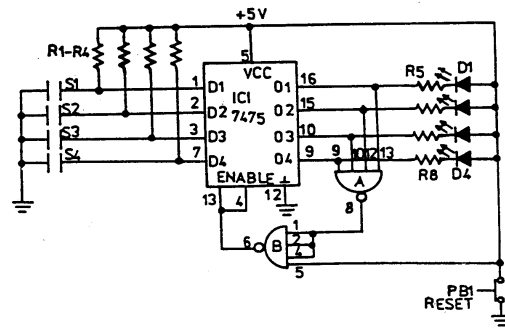 +5V
R1-R4
5
VCC
S1
1
D1
O1
16
R5
D1
S2
2
D2
IC1
7475
O2
15
S3
3
D3
O3
10
S4
7
D4
O4
9
9
10
12
13
R8
D4
ENABLE
13
4
12
A
8
6
B
1
2
4
5
PB1
RESET